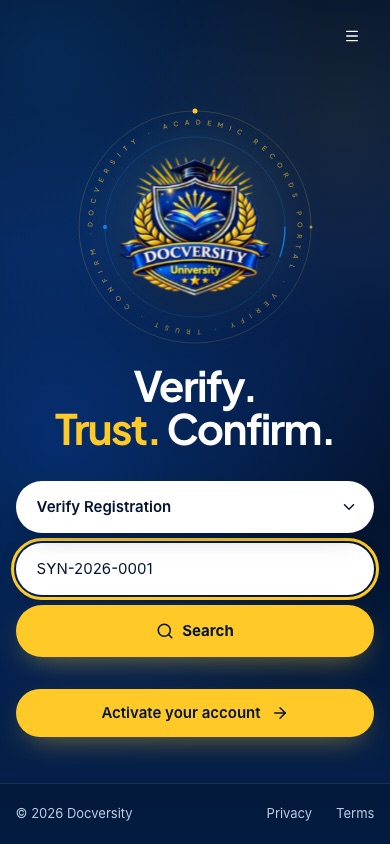 DOCVERSITY · ACADEMIC RECORDS PORTAL · VERIFY · TRUST · CONFIRM
DOCVERSITY
University
Verify.
Trust. Confirm.
Verify Registration
SYN-2026-0001
Search
Activate your account
© 2026 Docversity
Privacy
Terms